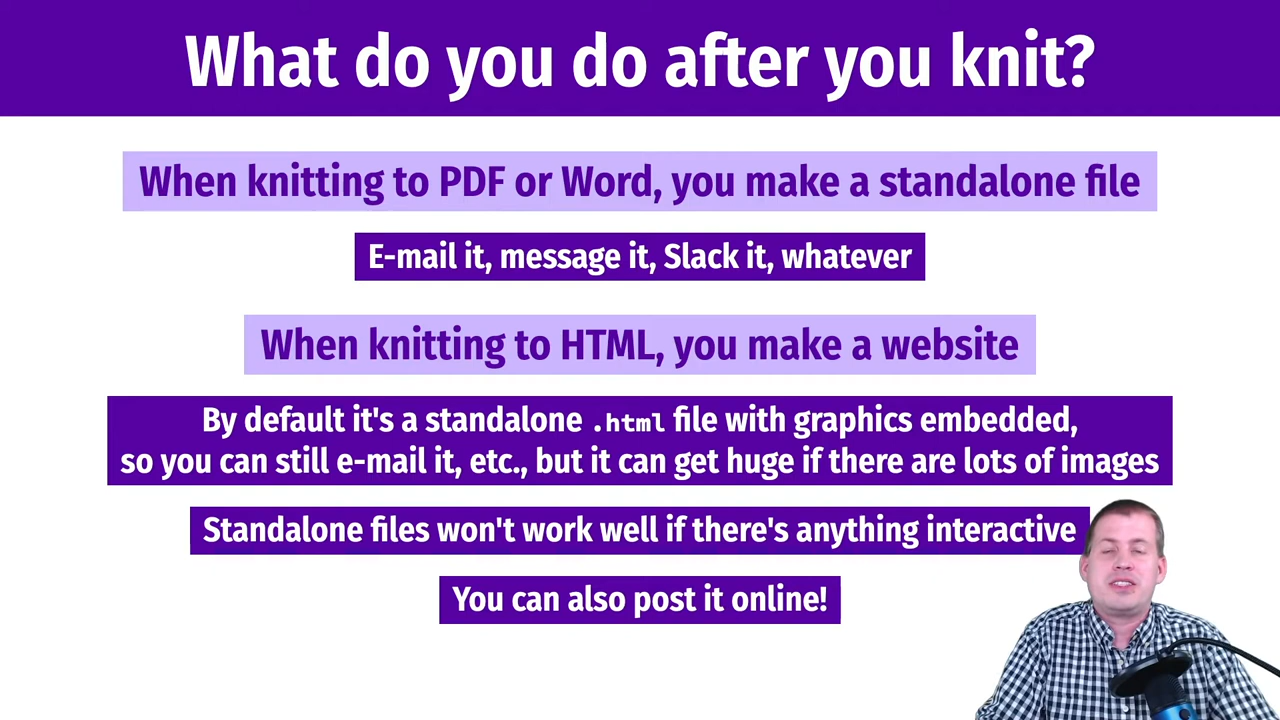 What do you do after you knit?
When knitting to PDF or Word, you make a standalone file
E-mail it, message it, Slack it, whatever
When knitting to HTML, you make a website
By default it's a standalone .html file with graphics embedded,
so you can still e-mail it, etc., but it can get huge if there are lots of images
Standalone files won't work well if there's anything interactive
You can also post it online!